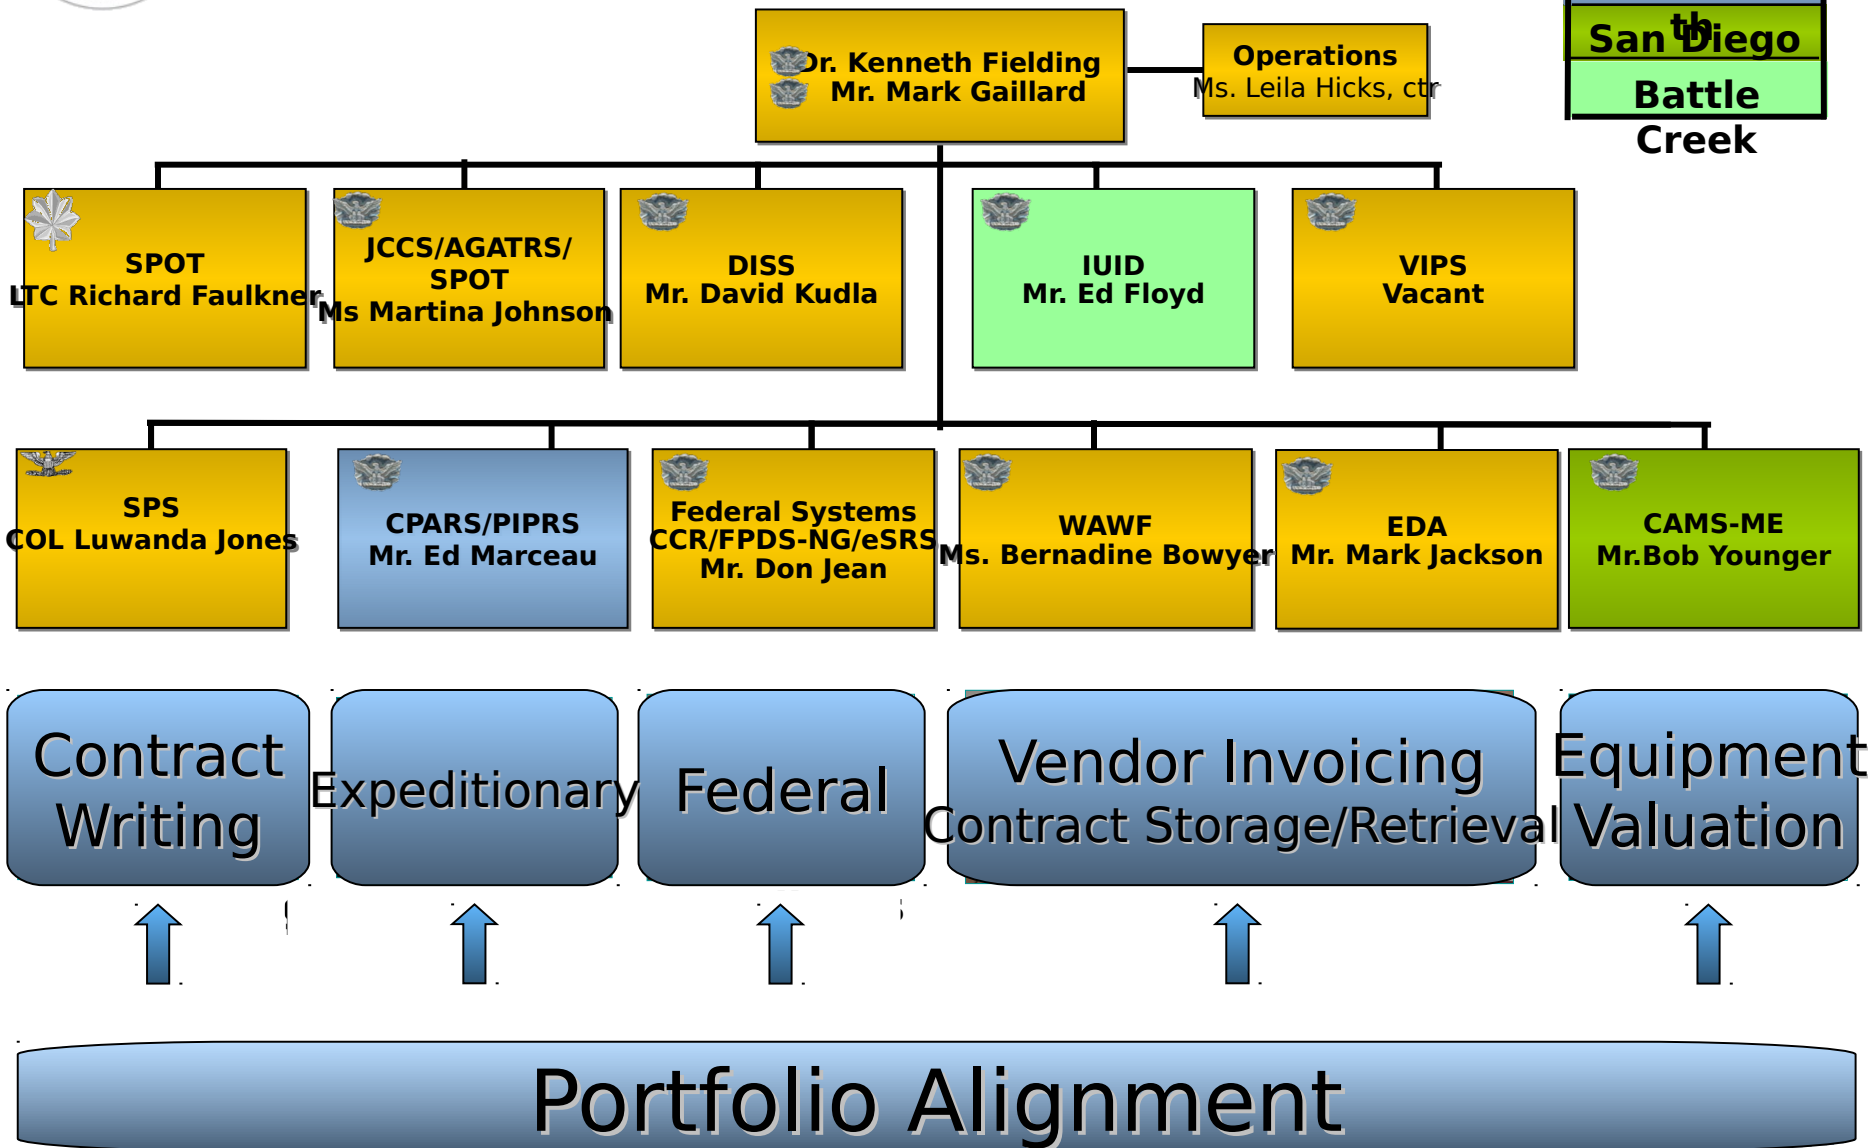 Dr. Kenneth Fielding
Mr. Mark Gaillard
Operations
Ms. Leila Hicks, ctr
th
San Diego
Battle
Creek
SPOT
LTC Richard Faulkner
JCCS/AGATRS/
SPOT
Ms Martina Johnson
DISS
Mr. David Kudla
IUID
Mr. Ed Floyd
VIPS
Vacant
SPS
COL Luwanda Jones
CPARS/PIPRS
Mr. Ed Marceau
Federal Systems
CCR/FPDS-NG/eSRS
Mr. Don Jean
WAWF
Ms. Bernadine Bowyer
EDA
Mr. Mark Jackson
CAMS-ME
Mr.Bob Younger
Contract
Writing
Expeditionary
Federal
Vendor Invoicing
Contract Storage/Retrieval
Equipment
Valuation
Portfolio Alignment